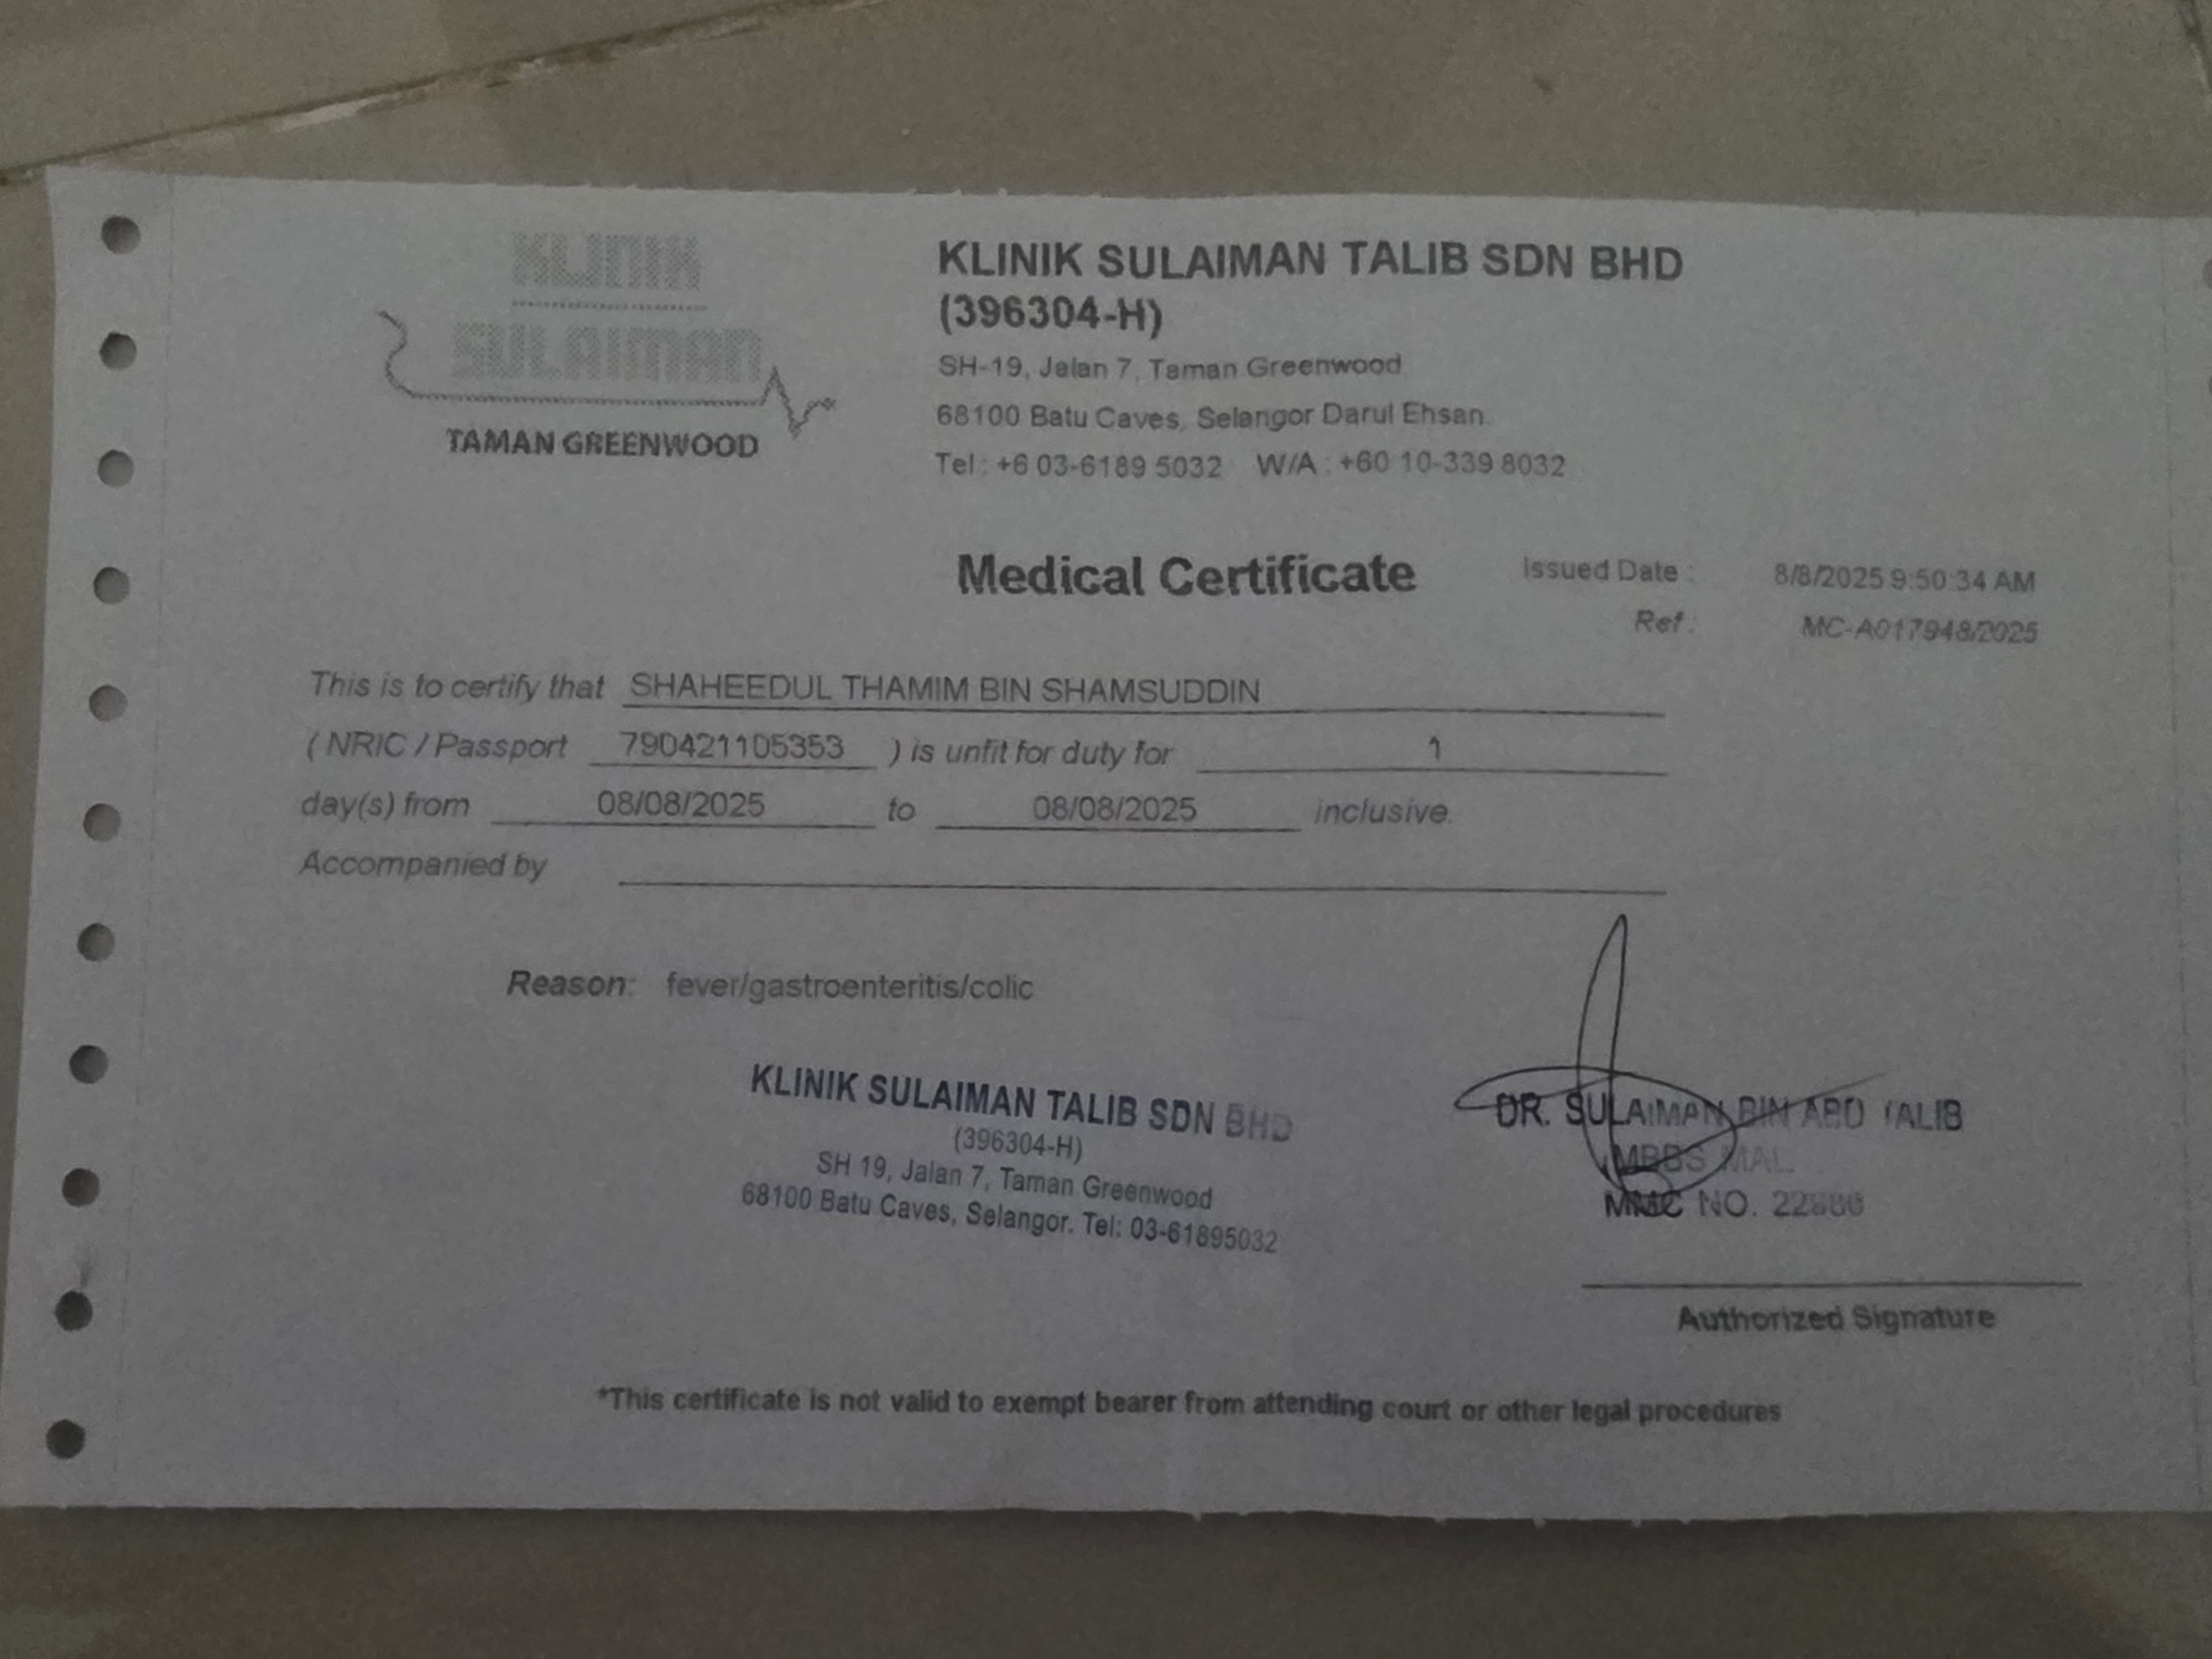 KLINIK
SULAIMAN
TAMAN GREENWOOD
KLINIK SULAIMAN TALIB SDN BHD
(396304-H)
SH-19, Jalan 7, Taman Greenwood
68100 Batu Caves, Selangor Darul Ehsan.
Tel : +6 03-6189 5032 W/A : +60 10-339 8032
Medical Certificate
Issued Date : 8/8/2025 9:50:34 AM
Ref : MC-A017948/2025
This is to certify that SHAHEEDUL THAMIM BIN SHAMSUDDIN
( NRIC / Passport 790421105353 ) is unfit for duty for 1
day(s) from 08/08/2025 to 08/08/2025 inclusive.
Accompanied by
Reason: fever/gastroenteritis/colic
KLINIK SULAIMAN TALIB SDN BHD
(396304-H)
SH 19, Jalan 7, Taman Greenwood
68100 Batu Caves, Selangor. Tel: 03-61895032
DR. SULAIMAN BIN ABD TALIB
MBBS MAL.
MMC NO.
Authorized Signature
*This certificate is not valid to exempt bearer from attending court or other legal procedures